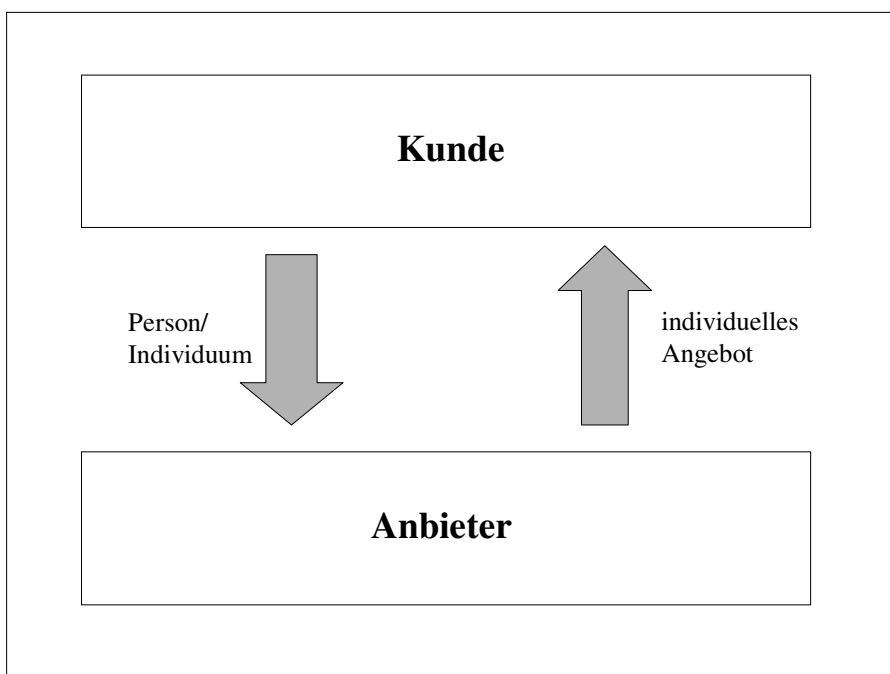 Kunde
Person/
Individuum
individuelles
Angebot
Anbieter